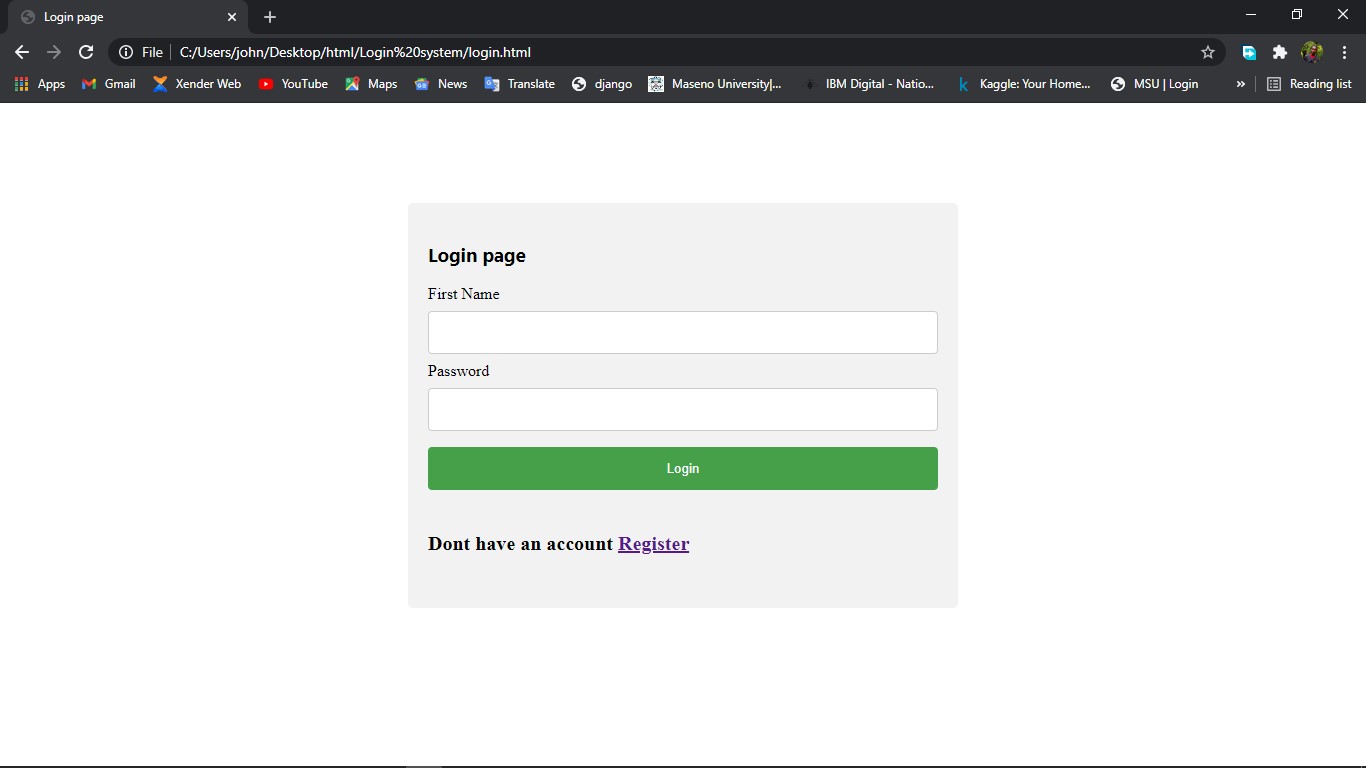 Login page
File C:/Users/john/Desktop/html/Login%20system/login.html
Apps Gmail Xender Web YouTube Maps News Translate django Maseno University|... IBM Digital - Natio... Kaggle: Your Home... MSU | Login » Reading list
Login page
First Name
Password
Login
Dont have an account Register